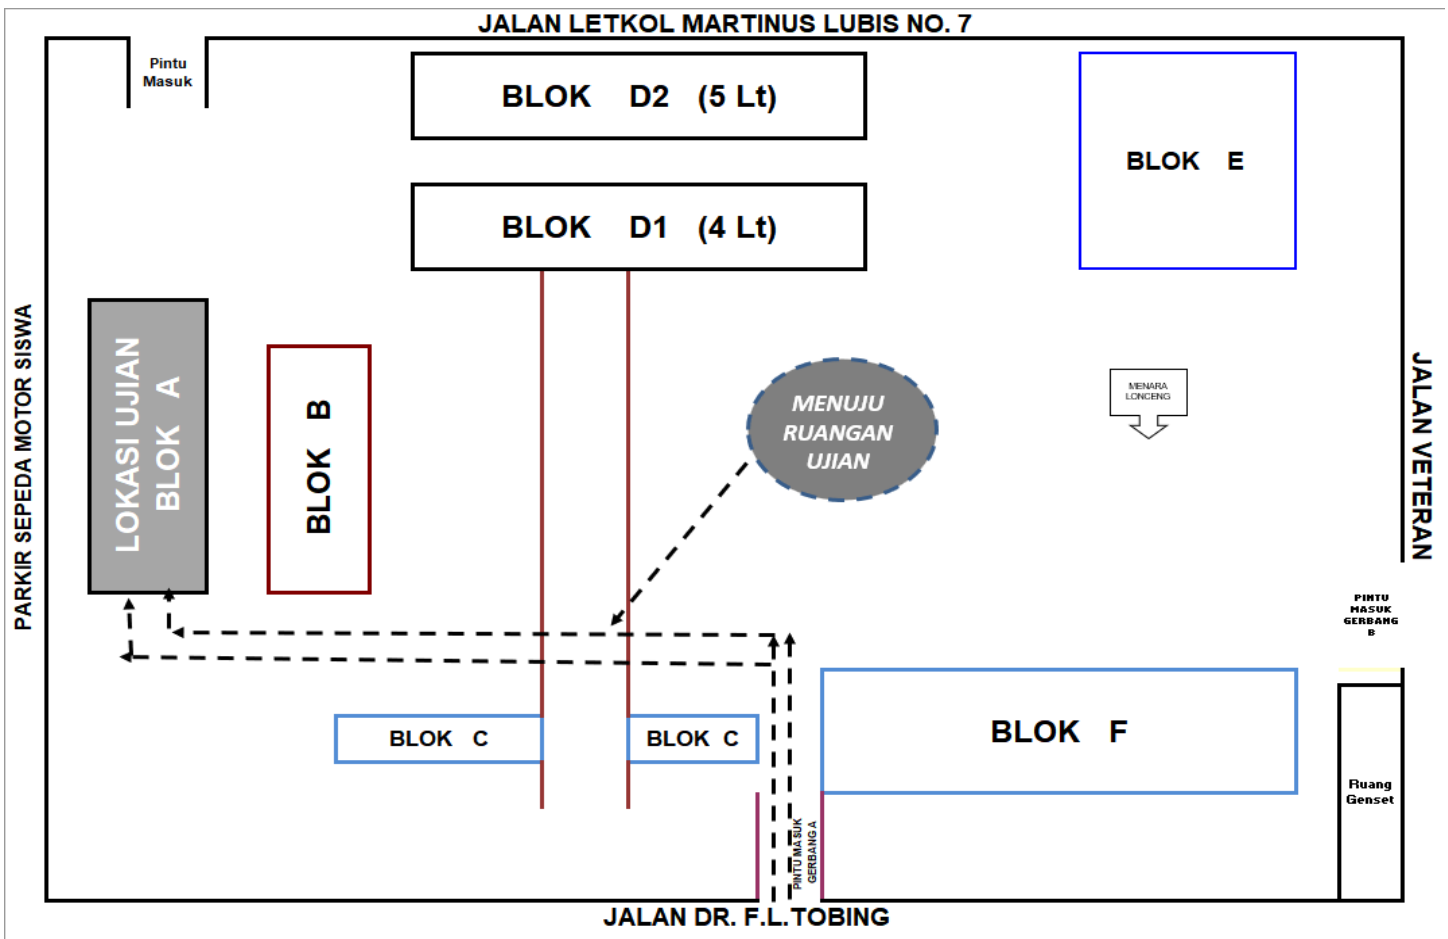 JALAN LETKOL MARTINUS LUBIS NO. 7
Pintu
Masuk
BLOK D2 (5 Lt)
BLOK E
BLOK D1 (4 Lt)
PARKIR SEPEDA MOTOR SISWA
LOKASI UJIAN
BLOK A
BLOK B
MENUJU
RUANGAN
UJIAN
MENARA
LONCENG
JALAN VETERAN
PINTU
MASUK
GERBANG
B
BLOK C
BLOK C
BLOK F
Ruang
Genset
PINTU MASUK
GERBANG A
JALAN DR. F.L.TOBING